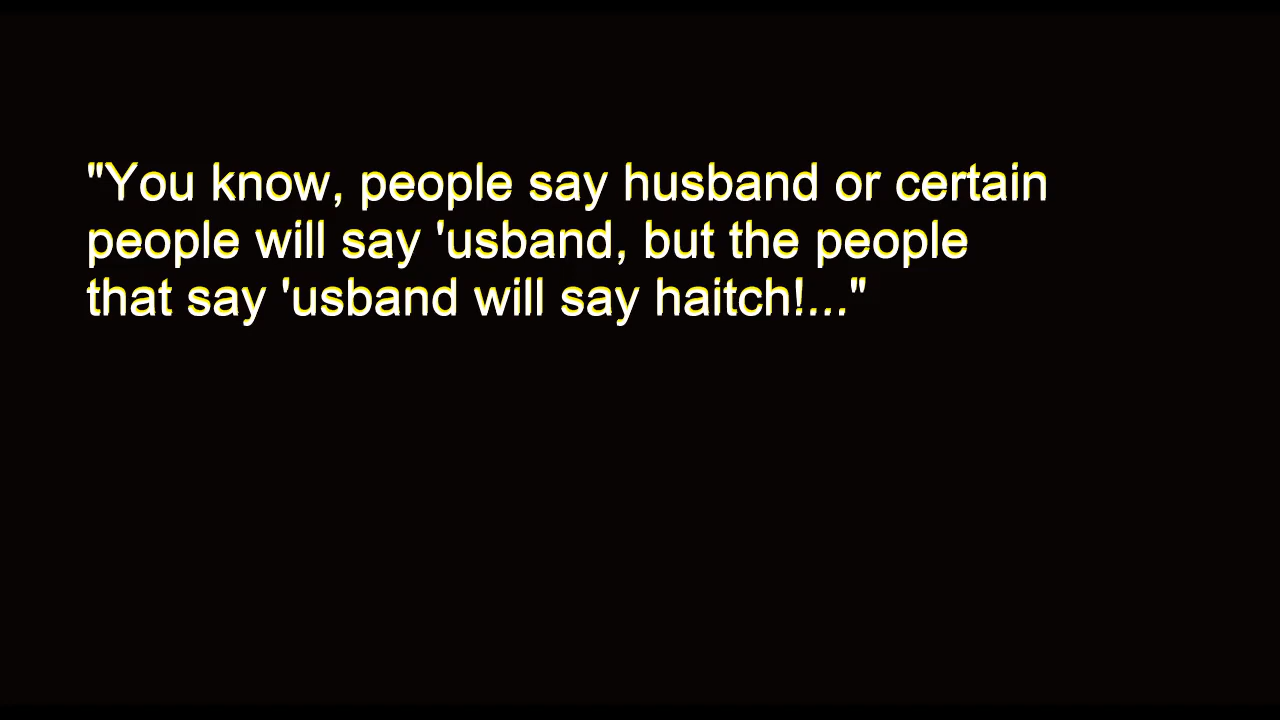 "You know, people say husband or certain
people will say 'usband, but the people
that say 'usband will say haitch!..."